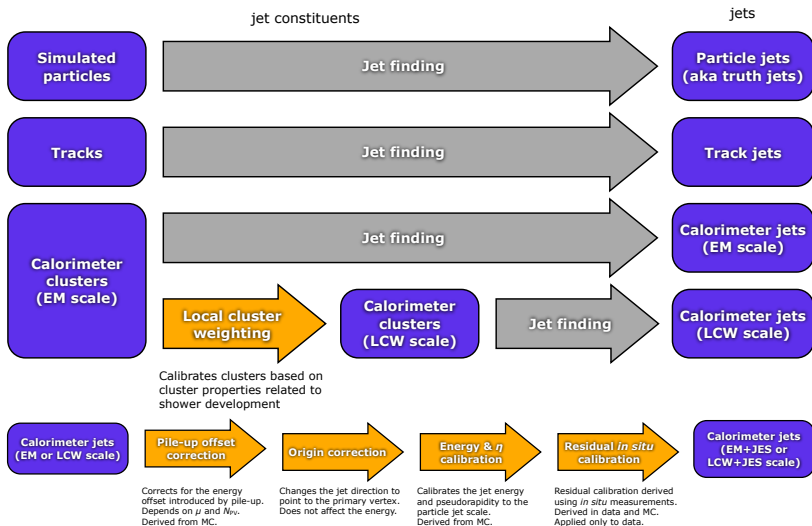 jet constituents
jets
Simulated
particles
Jet finding
Particle jets
(aka truth jets)
Tracks
Jet finding
Track jets
Calorimeter
clusters
(EM scale)
Jet finding
Calorimeter jets
(EM scale)
Local cluster
weighting
Calorimeter
clusters
(LCW scale)
Jet finding
Calorimeter jets
(LCW scale)
Calibrates clusters based on
cluster properties related to
shower development
Calorimeter jets
(EM or LCW scale)
Pile-up offset
correction
Origin correction
Energy & η
calibration
Residual in situ
calibration
Calorimeter jets
(EM+JES or
LCW+JES scale)
Corrects for the energy
offset introduced by pile-up.
Depends on µ and NPV.
Derived from MC.
Changes the jet direction to
point to the primary vertex.
Does not affect the energy.
Calibrates the jet energy
and pseudorapidity to the
particle jet scale.
Derived from MC.
Residual calibration derived
using in situ measurements.
Derived in data and MC.
Applied only to data.